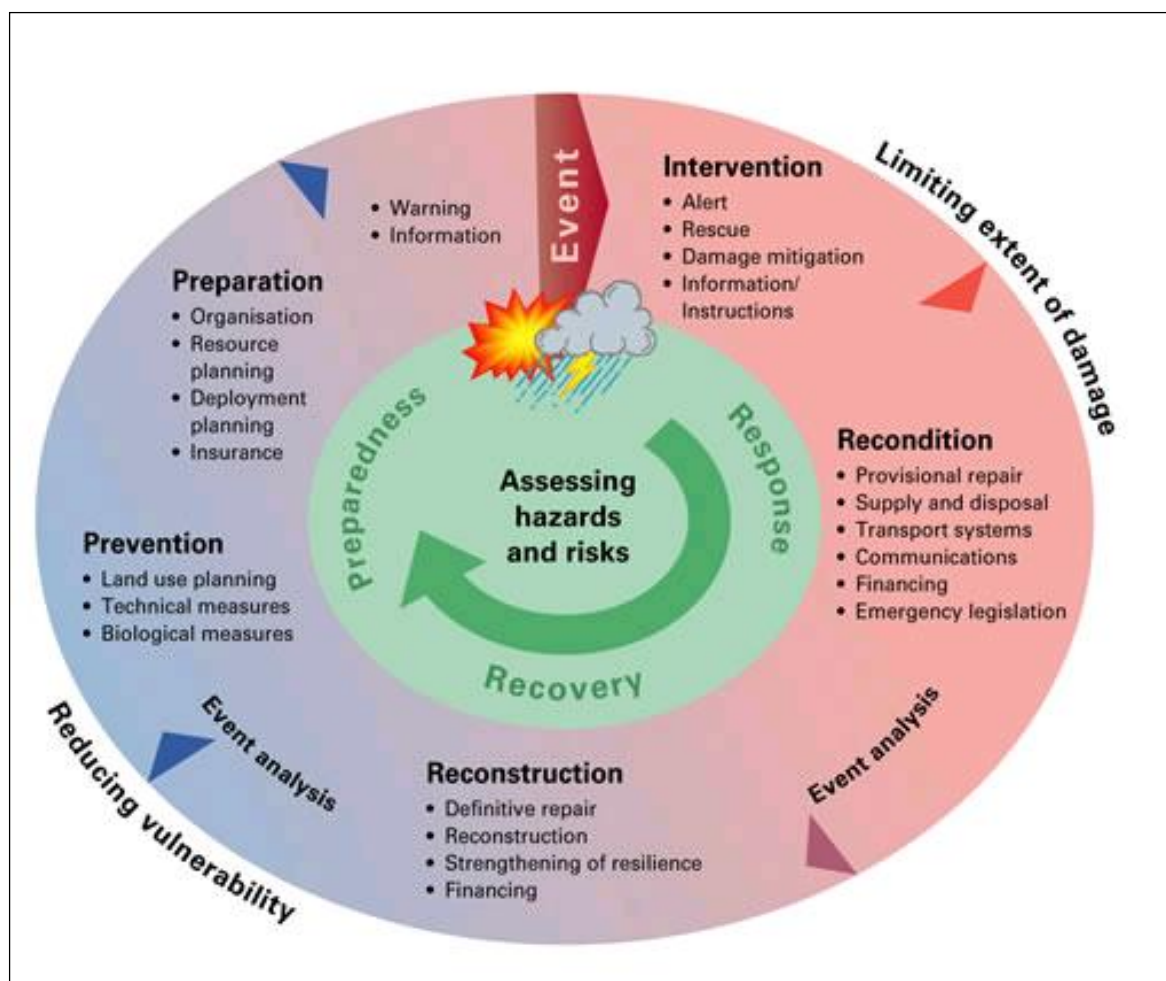 Event
Intervention
• Alert
• Rescue
• Damage mitigation
• Information/
Instructions
Limiting extent of damage
Recondition
• Provisional repair
• Supply and disposal
• Transport systems
• Communications
• Financing
• Emergency legislation
Event analysis
Reconstruction
• Definitive repair
• Reconstruction
• Strengthening of resilience
• Financing
Event analysis
Reducing vulnerability
Prevention
• Land use planning
• Technical measures
• Biological measures
Preparation
• Organisation
• Resource
planning
• Deployment
planning
• Insurance
• Warning
• Information
Assessing
hazards
and risks
Response
Recovery
Preparedness